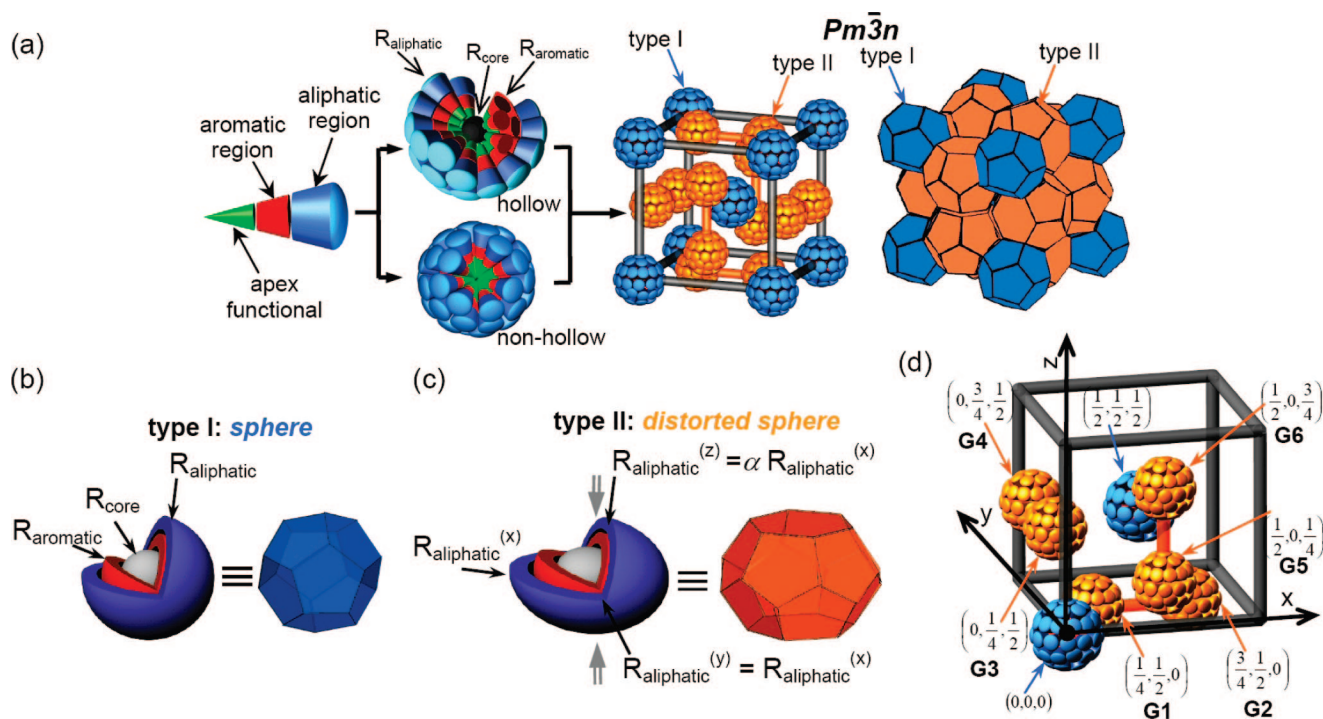 (a)
R_aliphatic
R_core
R_aromatic
aliphatic
region
aromatic
region
apex
functional
hollow
non-hollow
Pm3̄n
type I
type II
type I
type II
(b)
type I: sphere
R_aliphatic
R_core
R_aromatic
(c)
type II: distorted sphere
R_aliphatic^(z) = α R_aliphatic^(x)
R_aliphatic^(x)
R_aliphatic^(y) = R_aliphatic^(x)
(d)
z
y
x
(0, 3/4, 1/2)
G4
(1/2, 1/2, 1/2)
(1/2, 0, 3/4)
G6
(1/2, 0, 1/4)
G5
(0, 1/4, 1/2)
G3
(0,0,0)
(1/4, 1/2, 0)
G1
(3/4, 1/2, 0)
G2